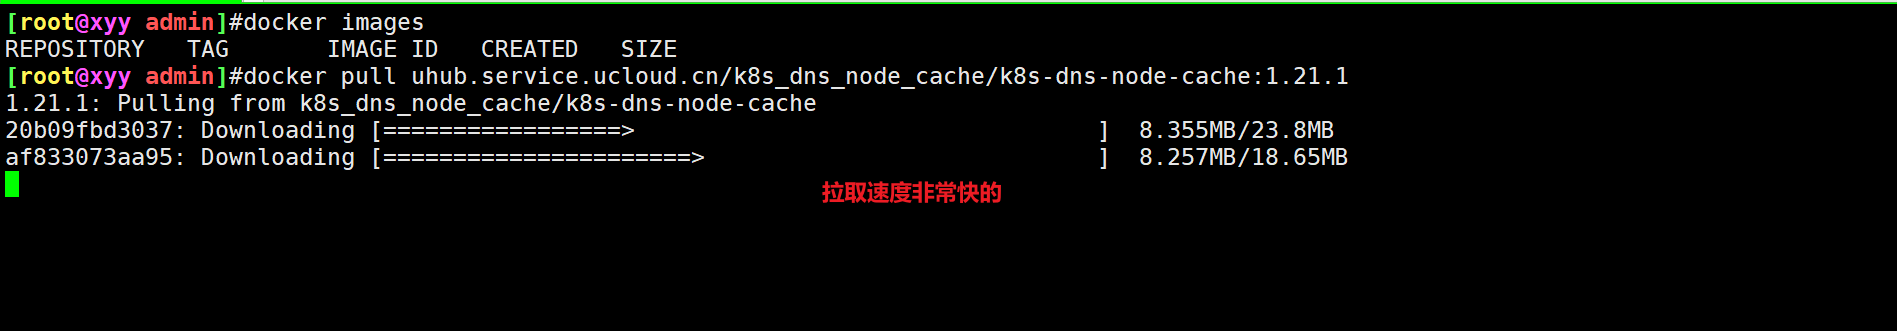 [root@xyy admin]#docker images
REPOSITORY   TAG       IMAGE ID   CREATED   SIZE
[root@xyy admin]#docker pull uhub.service.ucloud.cn/k8s_dns_node_cache/k8s-dns-node-cache:1.21.1
1.21.1: Pulling from k8s_dns_node_cache/k8s-dns-node-cache
20b09fbd3037: Downloading [=================>                                 ]  8.355MB/23.8MB
af833073aa95: Downloading [======================>                            ]  8.257MB/18.65MB
拉取速度非常快的